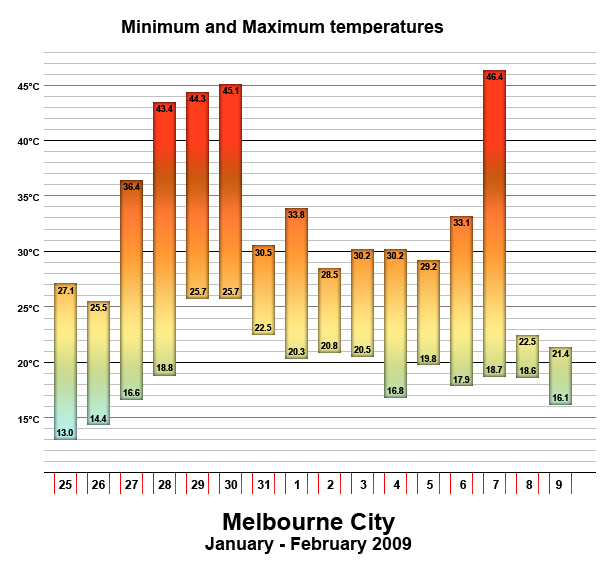 Minimum and Maximum temperatures
45°C
40°C
35°C
30°C
25°C
20°C
15°C
27.1 25.5 36.4 43.4 44.3 45.1 30.5 33.8 28.5 30.2 30.2 29.2 33.1 46.4 22.5 21.4
13.0 14.4 16.6 18.8 25.7 25.7 22.5 20.3 20.8 20.5 16.8 19.8 17.9 18.7 18.6 16.1
25 26 27 28 29 30 31 1 2 3 4 5 6 7 8 9
Melbourne City
January - February 2009